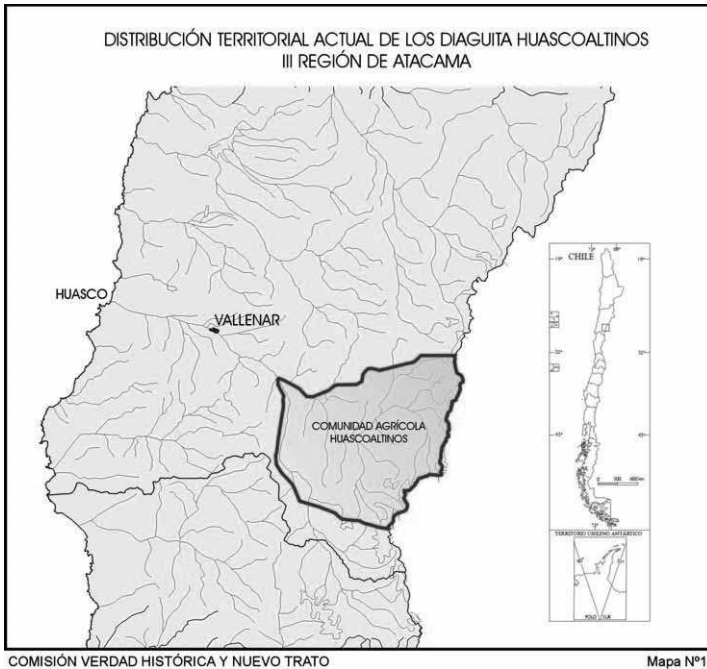 DISTRIBUCIÓN TERRITORIAL ACTUAL DE LOS DIAGUITA HUASCOALTINOS
III REGIÓN DE ATACAMA
HUASCO
VALLENAR
COMUNIDAD AGRÍCOLA
HUASCOALTINOS
CHILE
TERRITORIO CHILENO ANTÁRTICO
COMISIÓN VERDAD HISTÓRICA Y NUEVO TRATO
Mapa Nº1